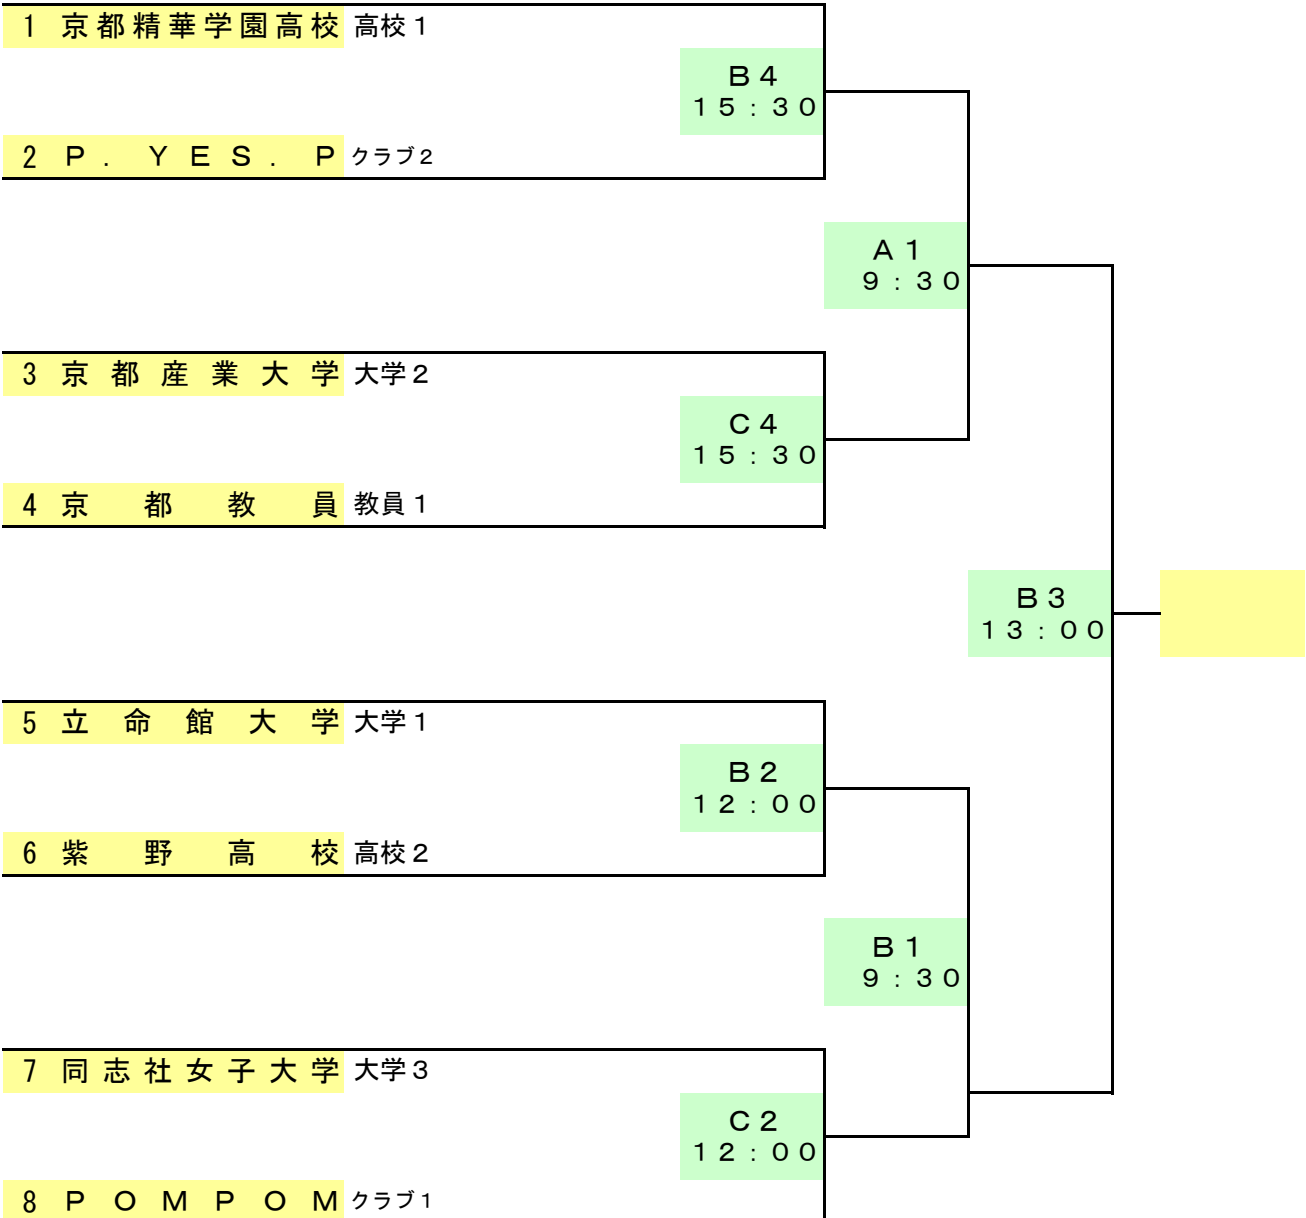 1 京都精華学園高校 高校1
B4
15:30
2 P. YES. P クラブ2
A1
9:30
3 京都産業大学 大学2
C4
15:30
4 京都教員 教員1
B3
13:00
5 立命館大学 大学1
B2
12:00
6 紫野高校 高校2
B1
9:30
7 同志社女子大学 大学3
C2
12:00
8 POMPOM クラブ1